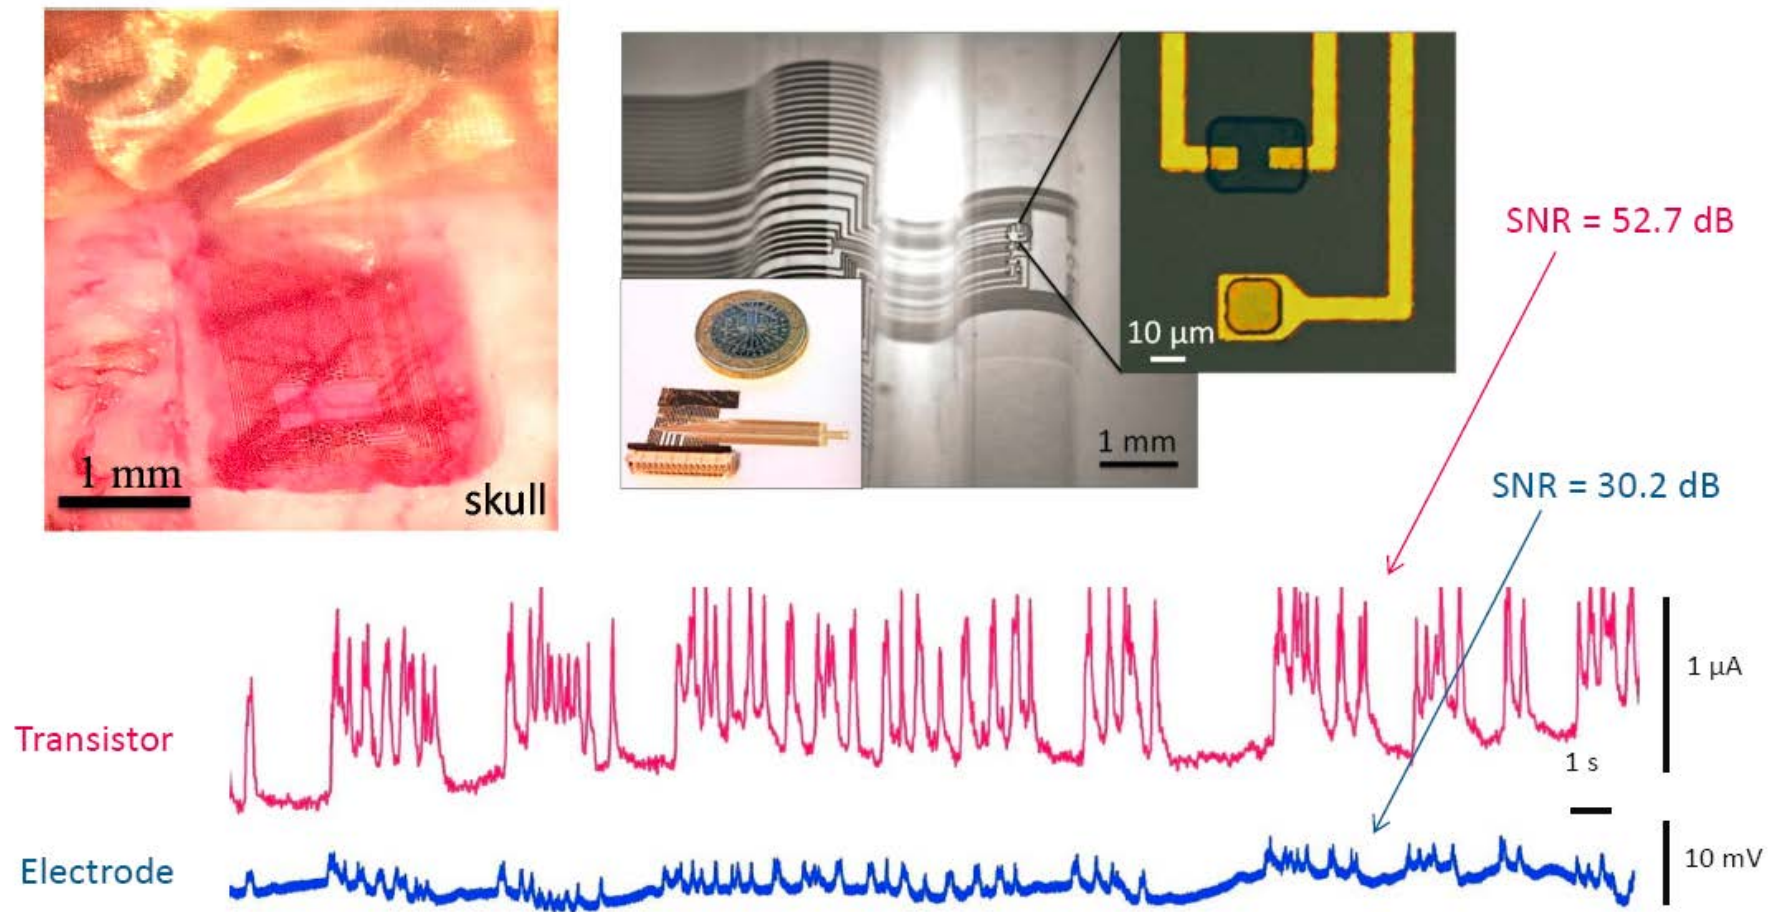 1 mm
skull
10 µm
1 mm
SNR = 52.7 dB
SNR = 30.2 dB
Transistor
1 µA
1 s
Electrode
10 mV